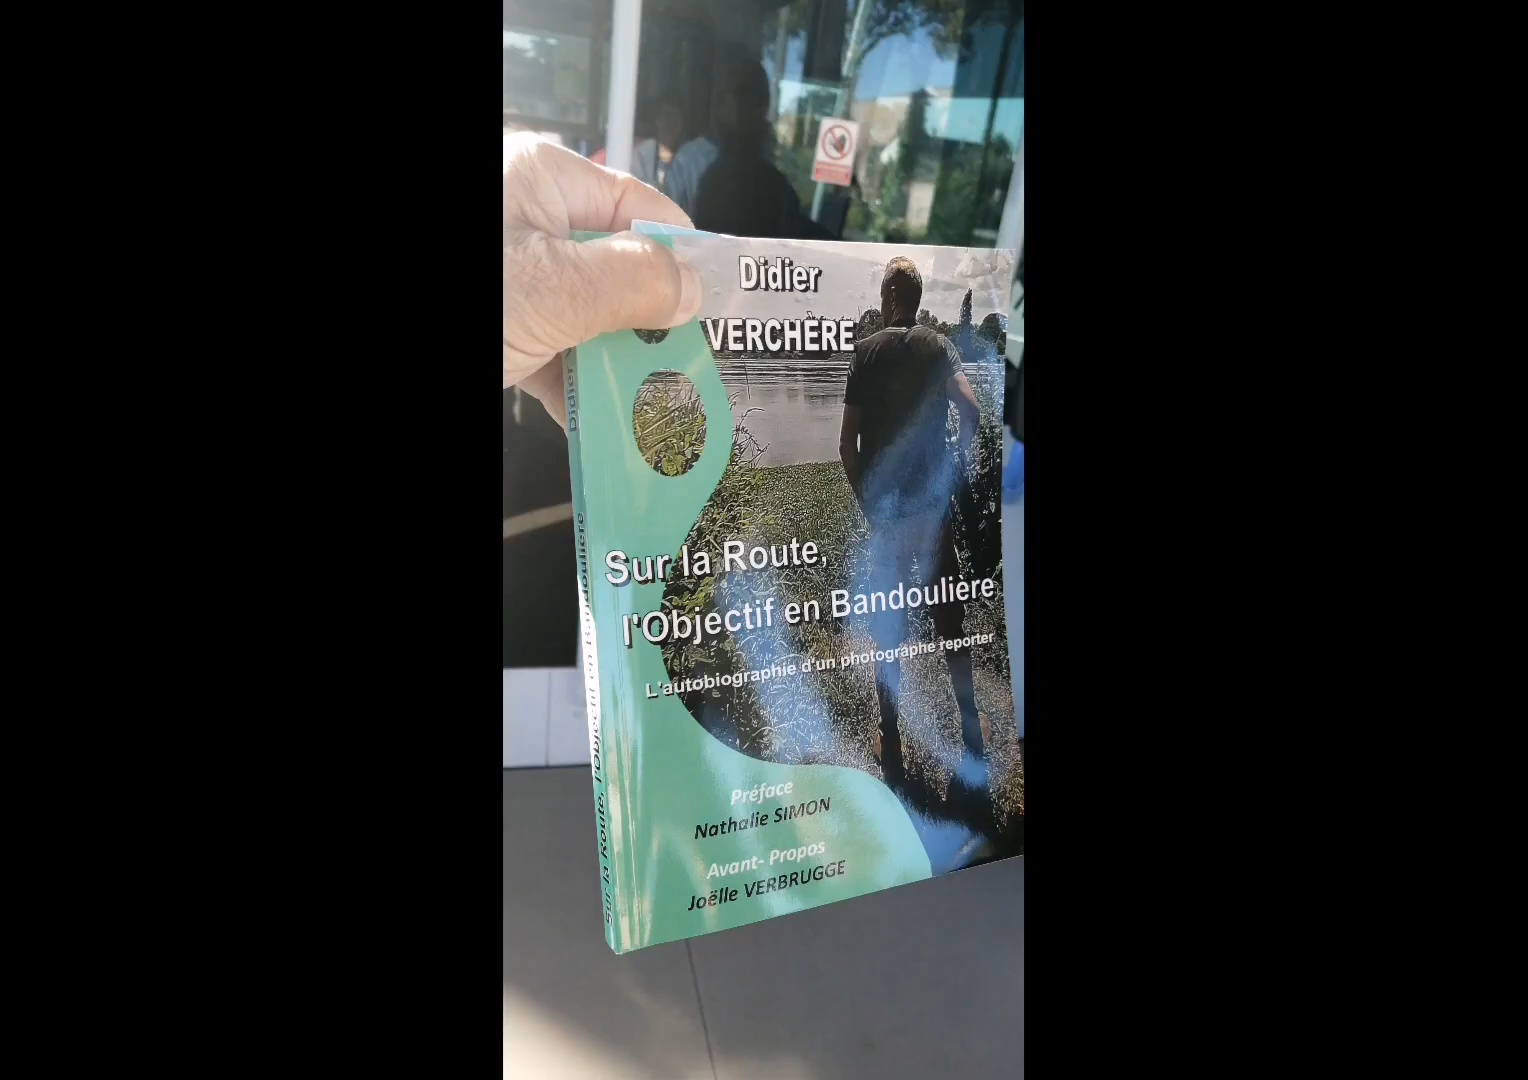 Didier
VERCHÈRE
Sur la Route,
l'Objectif en Bandoulière
L'autobiographie d'un photographe reporter
Préface
Nathalie SIMON
Avant- Propos
Joëlle VERBRUGGE
Sur la Route, l'Objectif en Bandoulière
Didier